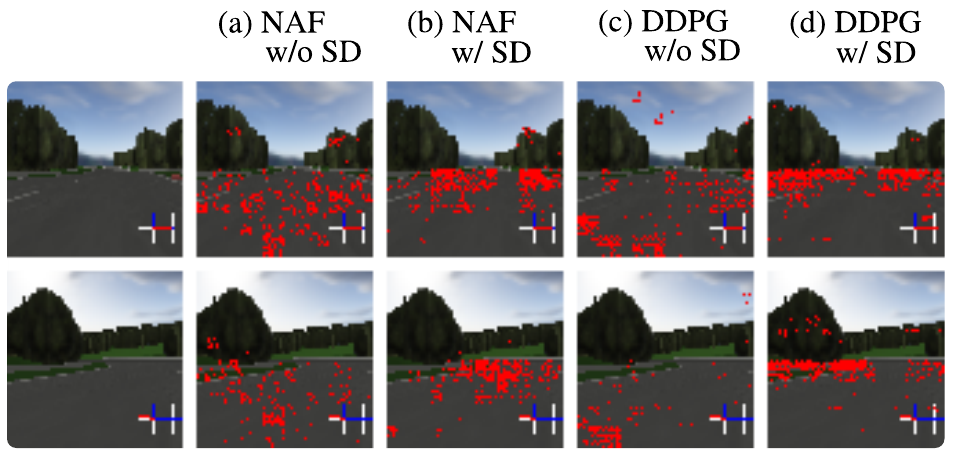 (a) NAF
w/o SD
(b) NAF
w/ SD
(c) DDPG
w/o SD
(d) DDPG
w/ SD